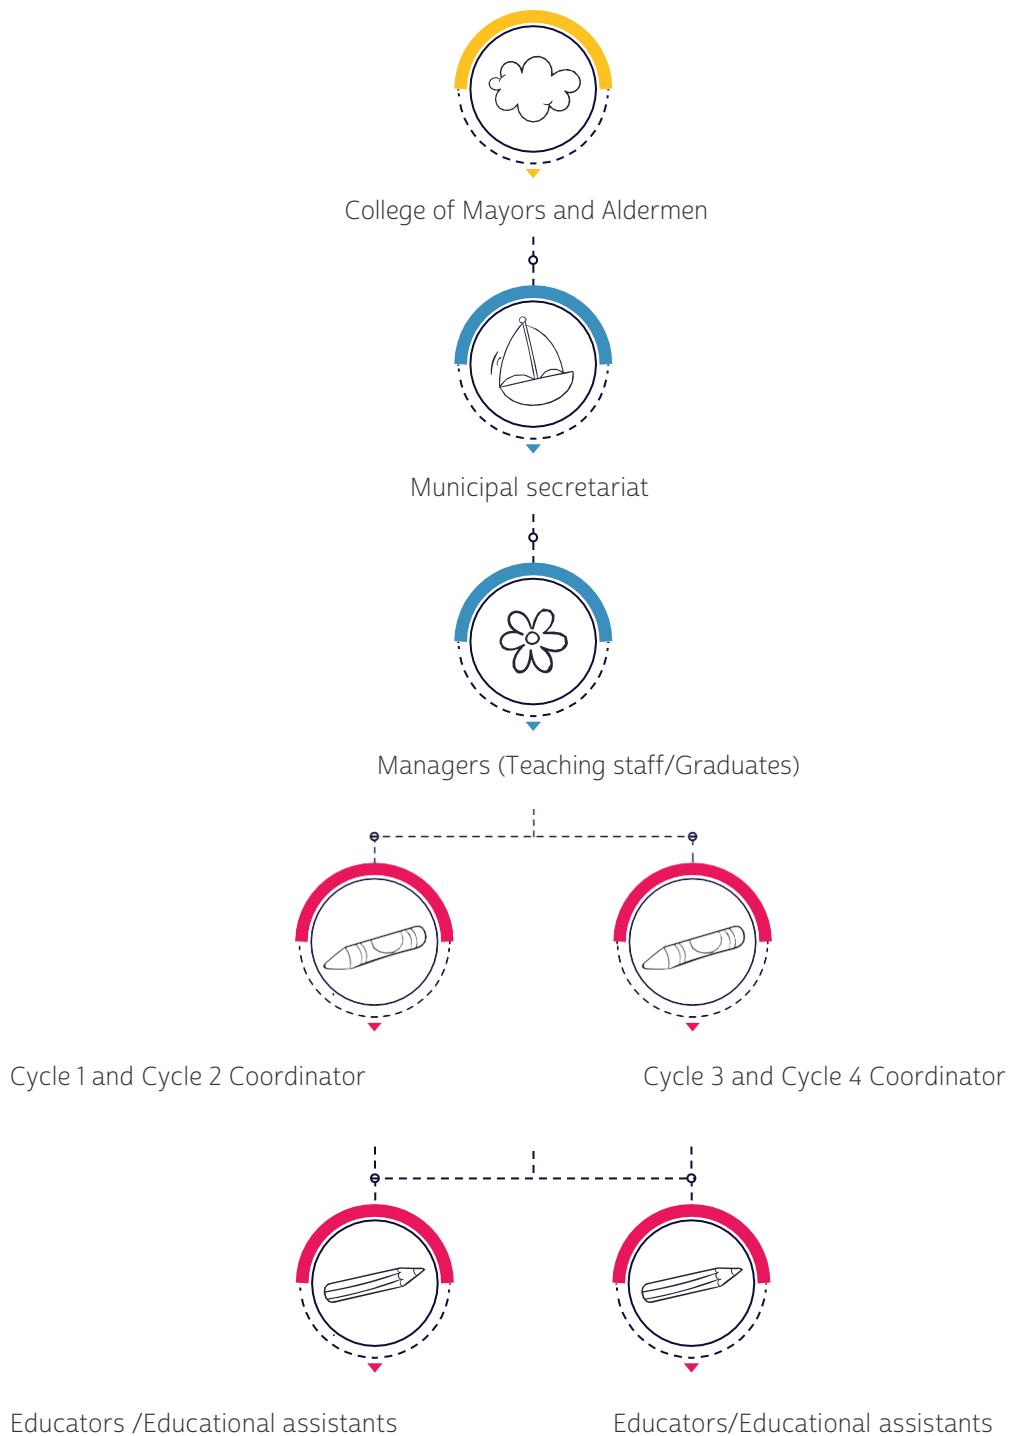 College of Mayors and Aldermen
Municipal secretariat
Managers (Teaching staff/Graduates)
Cycle 1 and Cycle 2 Coordinator
Cycle 3 and Cycle 4 Coordinator
Educators /Educational assistants
Educators/Educational assistants